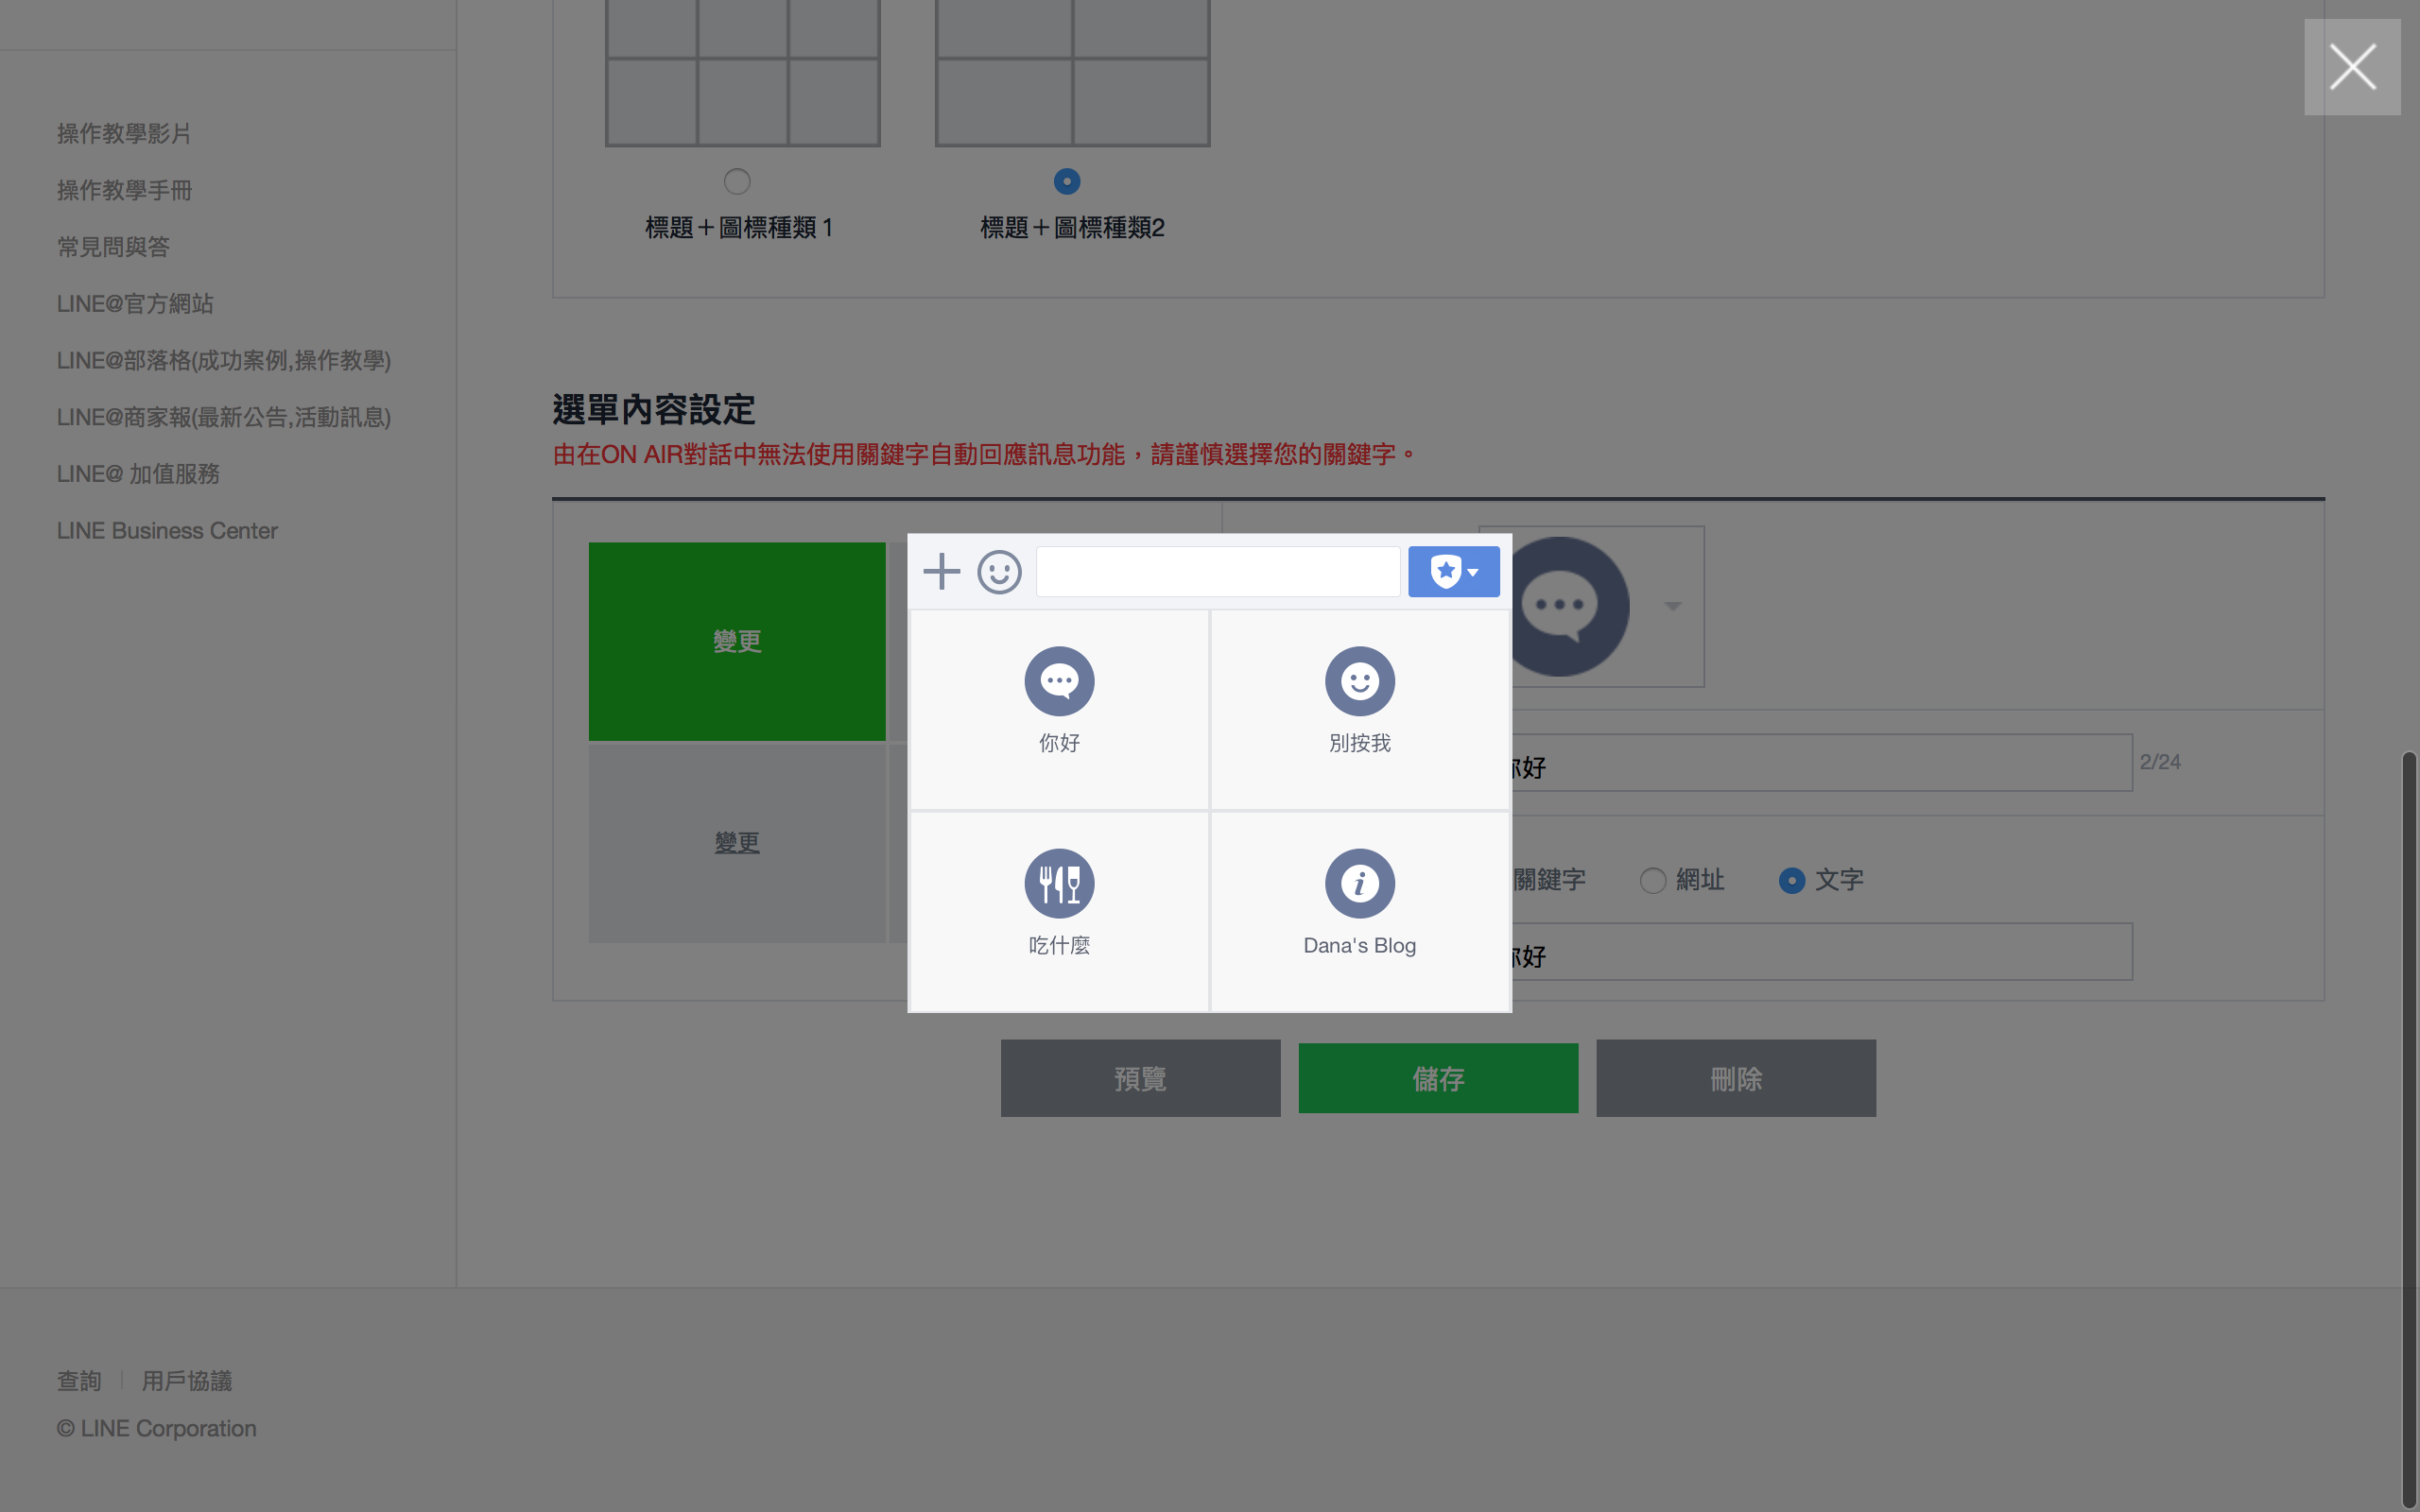 操作教學影片
操作教學手冊
常見問與答
LINE@官方網站
LINE@部落格(成功案例,操作教學)
LINE@商家報(最新公告,活動訊息)
LINE@ 加值服務
LINE Business Center
標題＋圖標種類 1
標題＋圖標種類2
選單內容設定
由在ON AIR對話中無法使用關鍵字自動回應訊息功能，請謹慎選擇您的關鍵字。
變更
變更
你好
別按我
吃什麼
Dana's Blog
好
2/24
關鍵字
網址
文字
好
預覽
儲存
刪除
查詢
用戶協議
© LINE Corporation